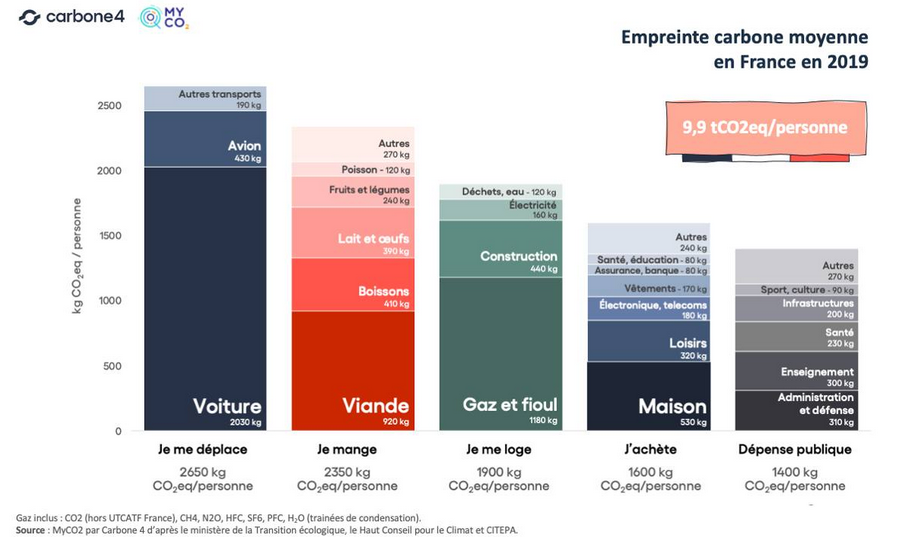 carbone4
MY
CO2
Empreinte carbone moyenne
en France en 2019
9,9 tCO2eq/personne
kg CO2eq / personne
2500
2000
1500
1000
500
0
Autres transports
190 kg
Avion
430 kg
Voiture
2030 kg
Autres
270 kg
Poisson - 120 kg
Fruits et légumes
240 kg
Lait et œufs
390 kg
Boissons
410 kg
Viande
920 kg
Déchets, eau - 120 kg
Électricité
160 kg
Construction
440 kg
Gaz et fioul
1180 kg
Autres
240 kg
Santé, éducation - 80 kg
Assurance, banque - 80 kg
Vêtements - 170 kg
Électronique, telecoms
180 kg
Loisirs
320 kg
Maison
530 kg
Autres
270 kg
Sport, culture - 90 kg
Infrastructures
200 kg
Santé
230 kg
Enseignement
300 kg
Administration
et défense
310 kg
Je me déplace
2650 kg
CO2eq/personne
Je mange
2350 kg
CO2eq/personne
Je me loge
1900 kg
CO2eq/personne
J'achète
1600 kg
CO2eq/personne
Dépense publique
1400 kg
CO2eq/personne
Gaz inclus : CO2 (hors UTCATF France), CH4, N2O, HFC, SF6, PFC, H2O (trainées de condensation).
Source : MyCO2 par Carbone 4 d'après le ministère de la Transition écologique, le Haut Conseil pour le Climat et CITEPA.